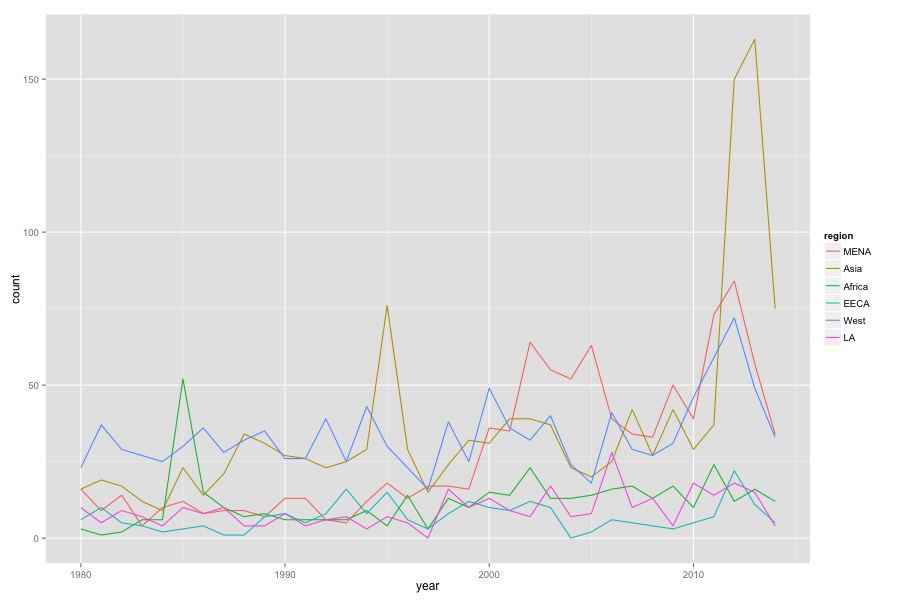 150
100
50
0
count
1980
1990
2000
2010
year
region
MENA
Asia
Africa
EECA
West
LA